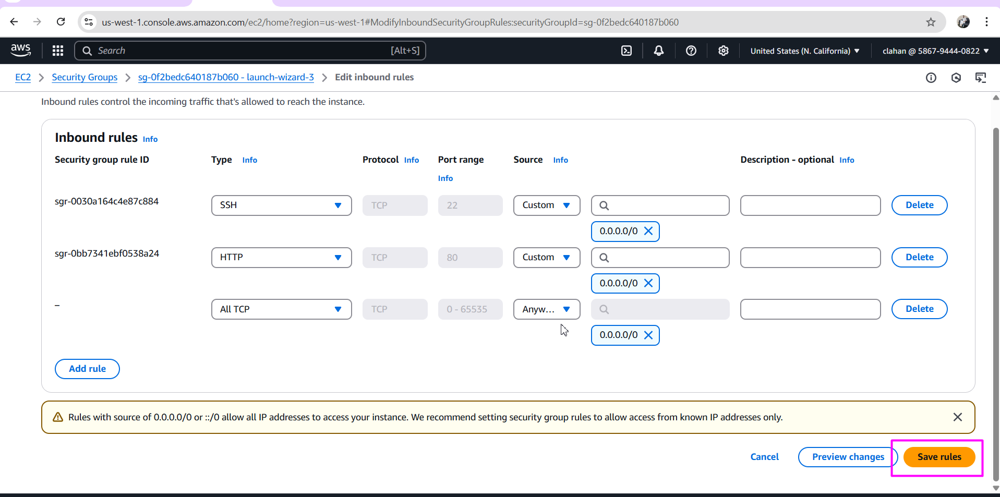 us-west-1.console.aws.amazon.com/ec2/home?region=us-west-1#ModifyInboundSecurityGroupRules:securityGroupId=sg-0f2bedc640187b060
aws Search [Alt+S] United States (N. California) clahan @ 5867-9444-0822
EC2 Security Groups sg-0f2bedc640187b060 - launch-wizard-3 Edit inbound rules
Inbound rules control the incoming traffic that's allowed to reach the instance.
Inbound rules Info
Security group rule ID Type Info Protocol Info Port range Source Info Description - optional Info
Info
sgr-0030a164c4e87c884 SSH TCP 22 Custom Delete
0.0.0.0/0
sgr-0bb7341ebf0538a24 HTTP TCP 80 Custom Delete
0.0.0.0/0
– All TCP TCP 0 - 65535 Anyw... Delete
0.0.0.0/0
Add rule
Rules with source of 0.0.0.0/0 or ::/0 allow all IP addresses to access your instance. We recommend setting security group rules to allow access from known IP addresses only.
Cancel Preview changes Save rules